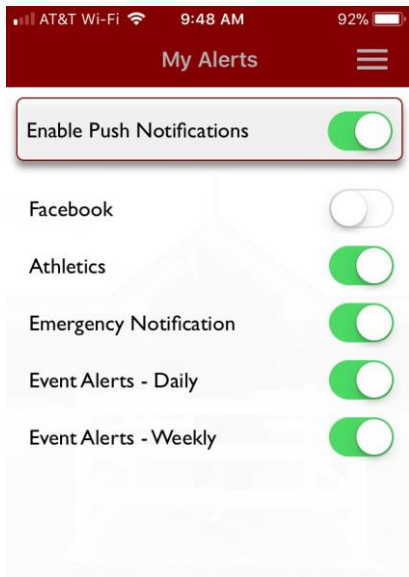 AT&T Wi-Fi 9:48 AM 92%
My Alerts
Enable Push Notifications
Facebook
Athletics
Emergency Notification
Event Alerts - Daily
Event Alerts - Weekly